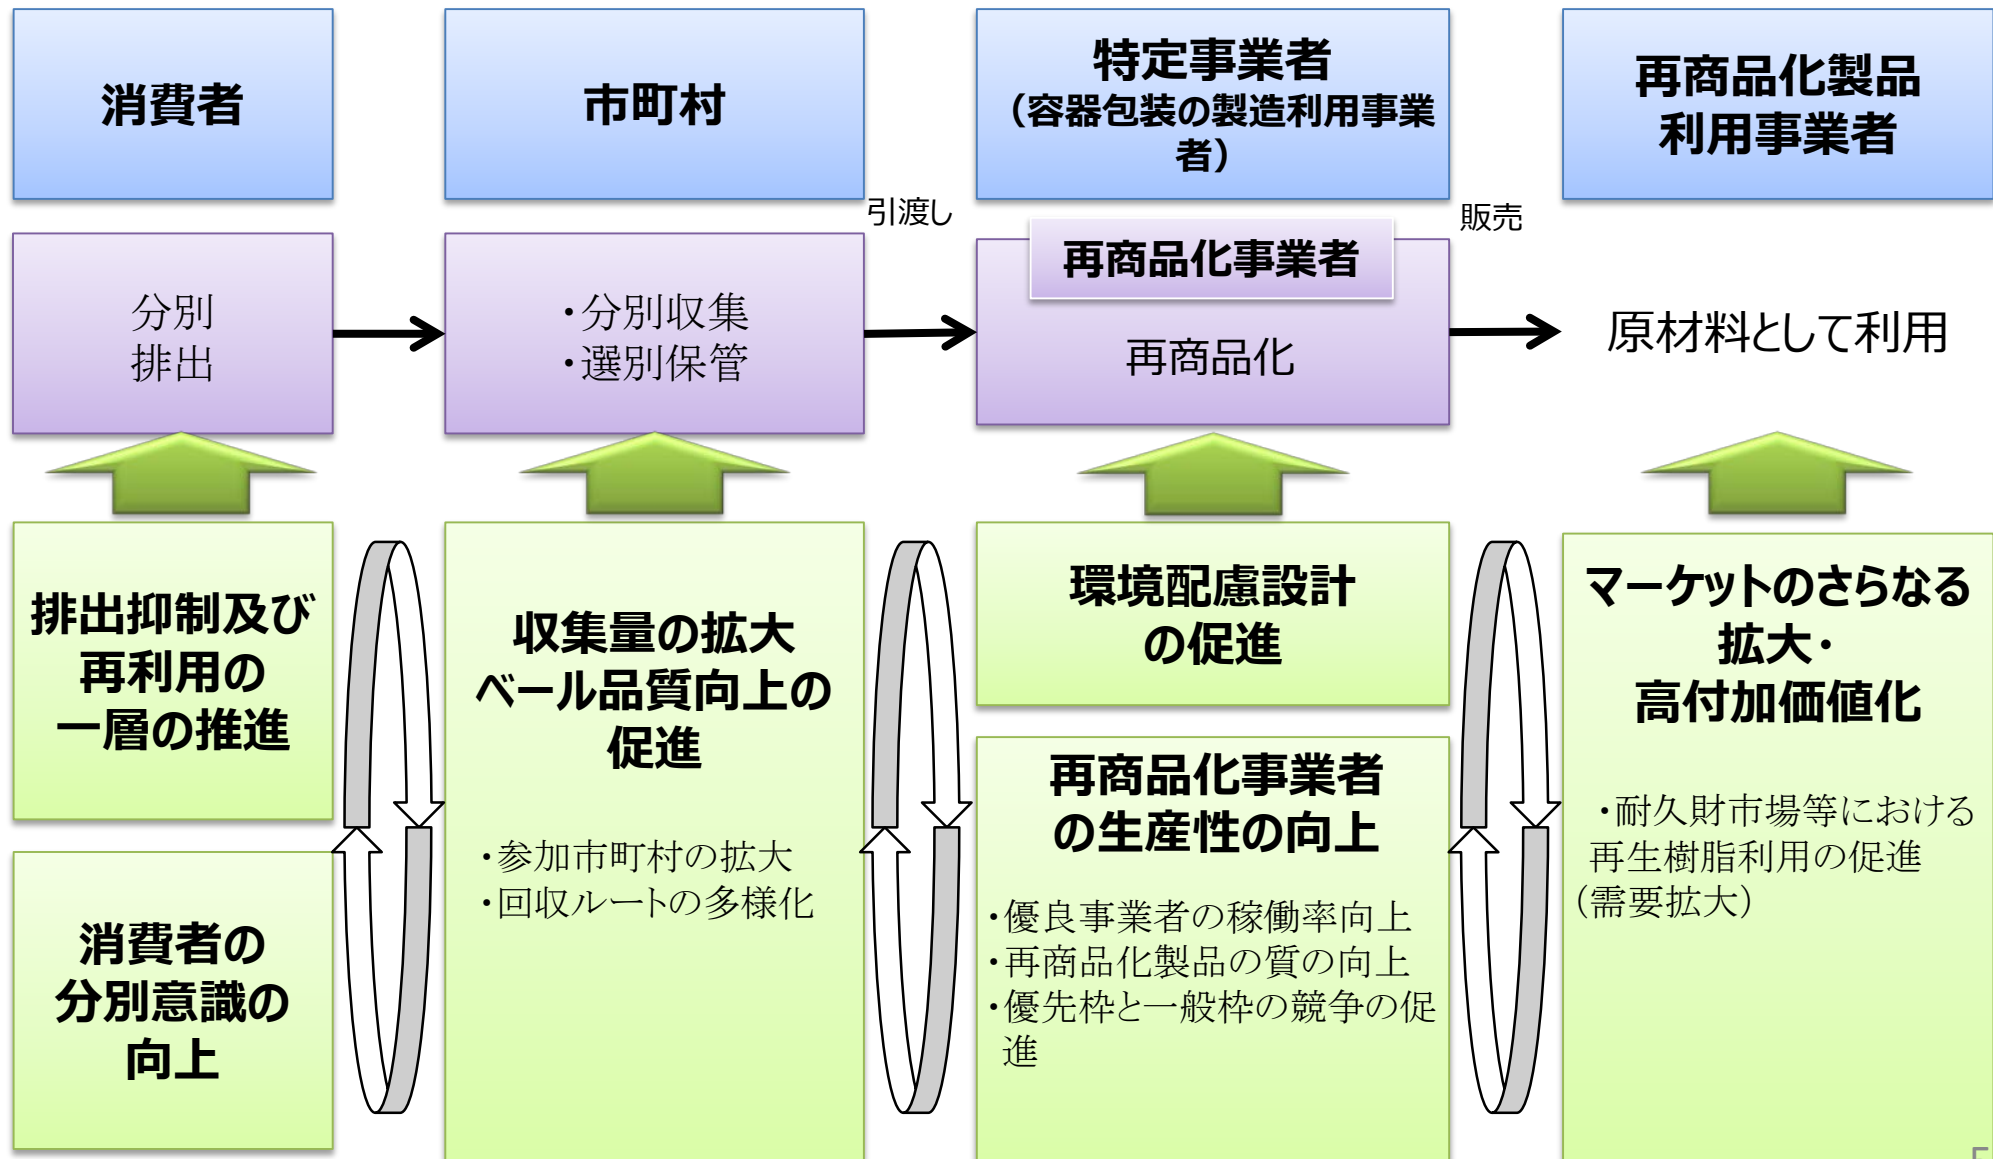 消費者
市町村
特定事業者
（容器包装の製造利用事業
者）
再商品化製品
利用事業者
引渡し
販売
分別
排出
・分別収集
・選別保管
再商品化事業者
再商品化
原材料として利用
排出抑制及び
再利用の
一層の推進
消費者の
分別意識の
向上
収集量の拡大
ベール品質向上の
促進
・参加市町村の拡大
・回収ルートの多様化
環境配慮設計
の促進
再商品化事業者
の生産性の向上
・優良事業者の稼働率向上
・再商品化製品の質の向上
・優先枠と一般枠の競争の促
進
マーケットのさらなる
拡大・
高付加価値化
・耐久財市場等における
再生樹脂利用の促進
（需要拡大）